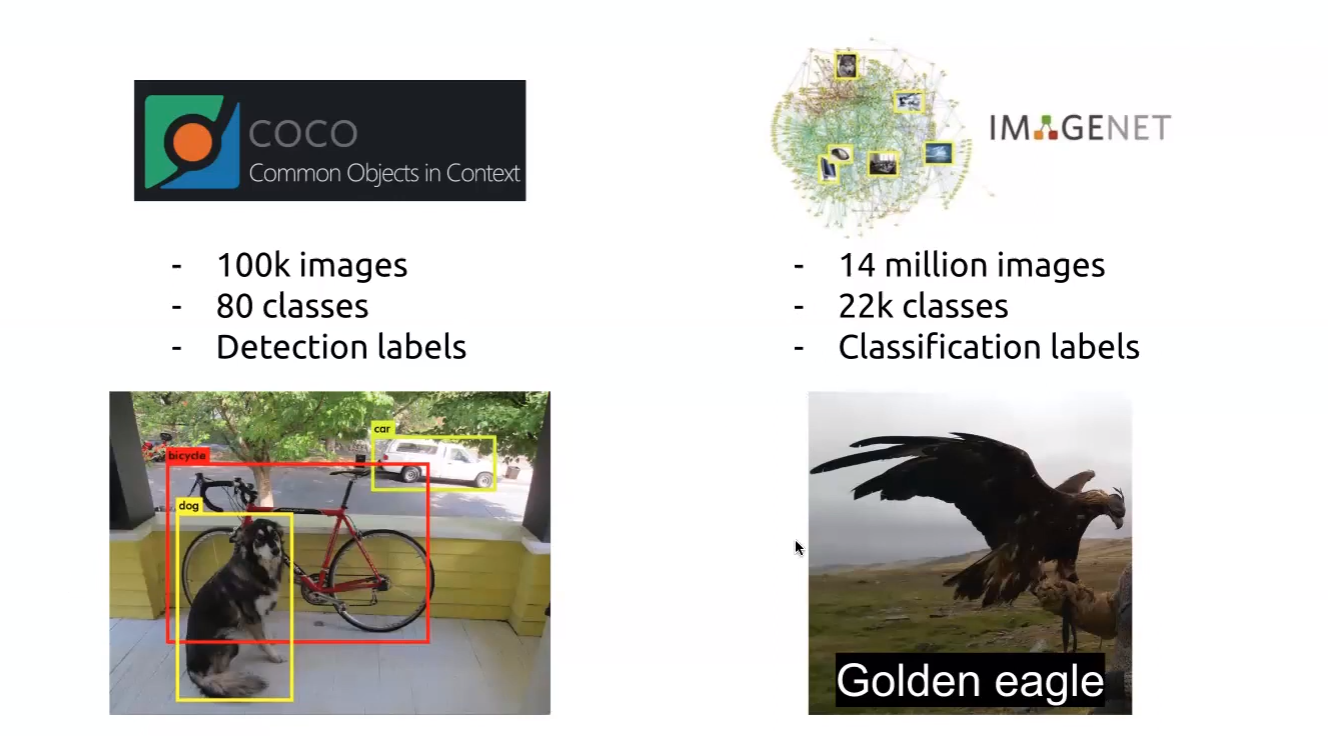 COCO
Common Objects in Context
- 100k images
- 80 classes
- Detection labels
car
bicycle
dog
IMAGENET
- 14 million images
- 22k classes
- Classification labels
Golden eagle